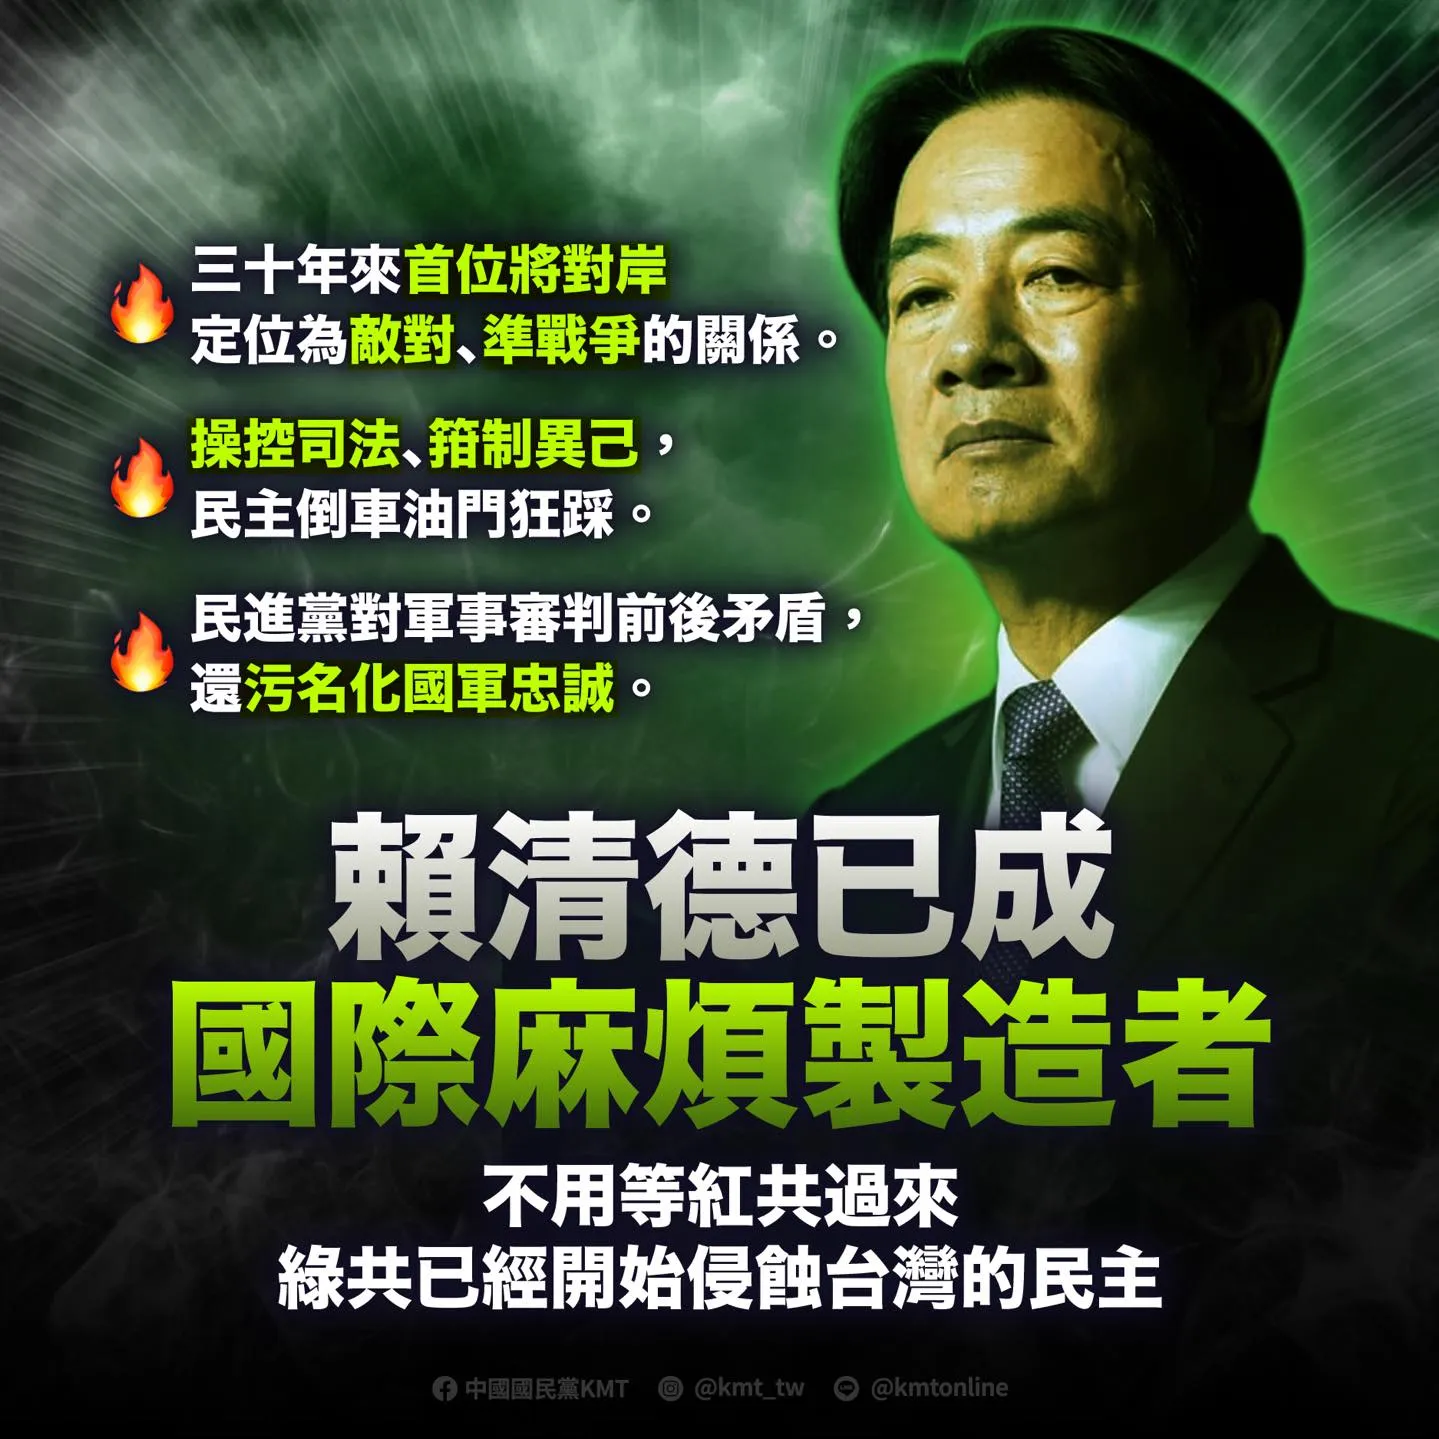 三十年來首位將對岸
定位為敵對、準戰爭的關係。
操控司法、箝制異己，
民主倒車油門狂踩。
民進黨對軍事審判前後矛盾，
還污名化國軍忠誠。
賴清德已成
國際麻煩製造者
不用等紅共過來
綠共已經開始侵蝕台灣的民主
中國國民黨KMT @kmt_tw @kmtonline